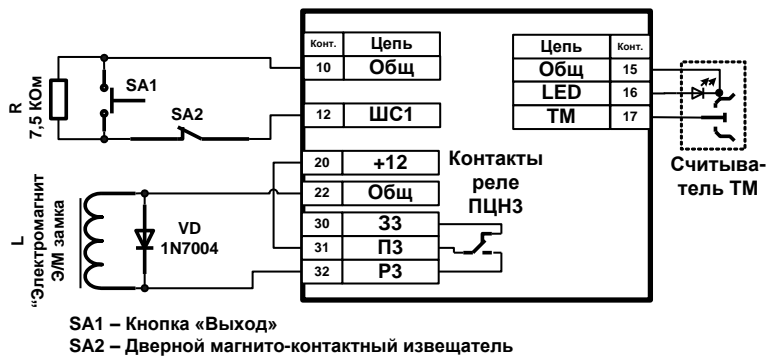 Конт. Цепь
10 Общ
12 ШС1
20 +12
22 Общ
30 З3
31 П3
32 Р3
Контакты
реле
ПЦН3
Цепь Конт.
Общ 15
LED 16
ТМ 17
Считыва-
тель ТМ
R
7,5 КОм
SA1
SA2
L
"Электромагнит
Э/М замка
VD
1N7004
SA1 – Кнопка «Выход»
SA2 – Дверной магнито-контактный извещатель